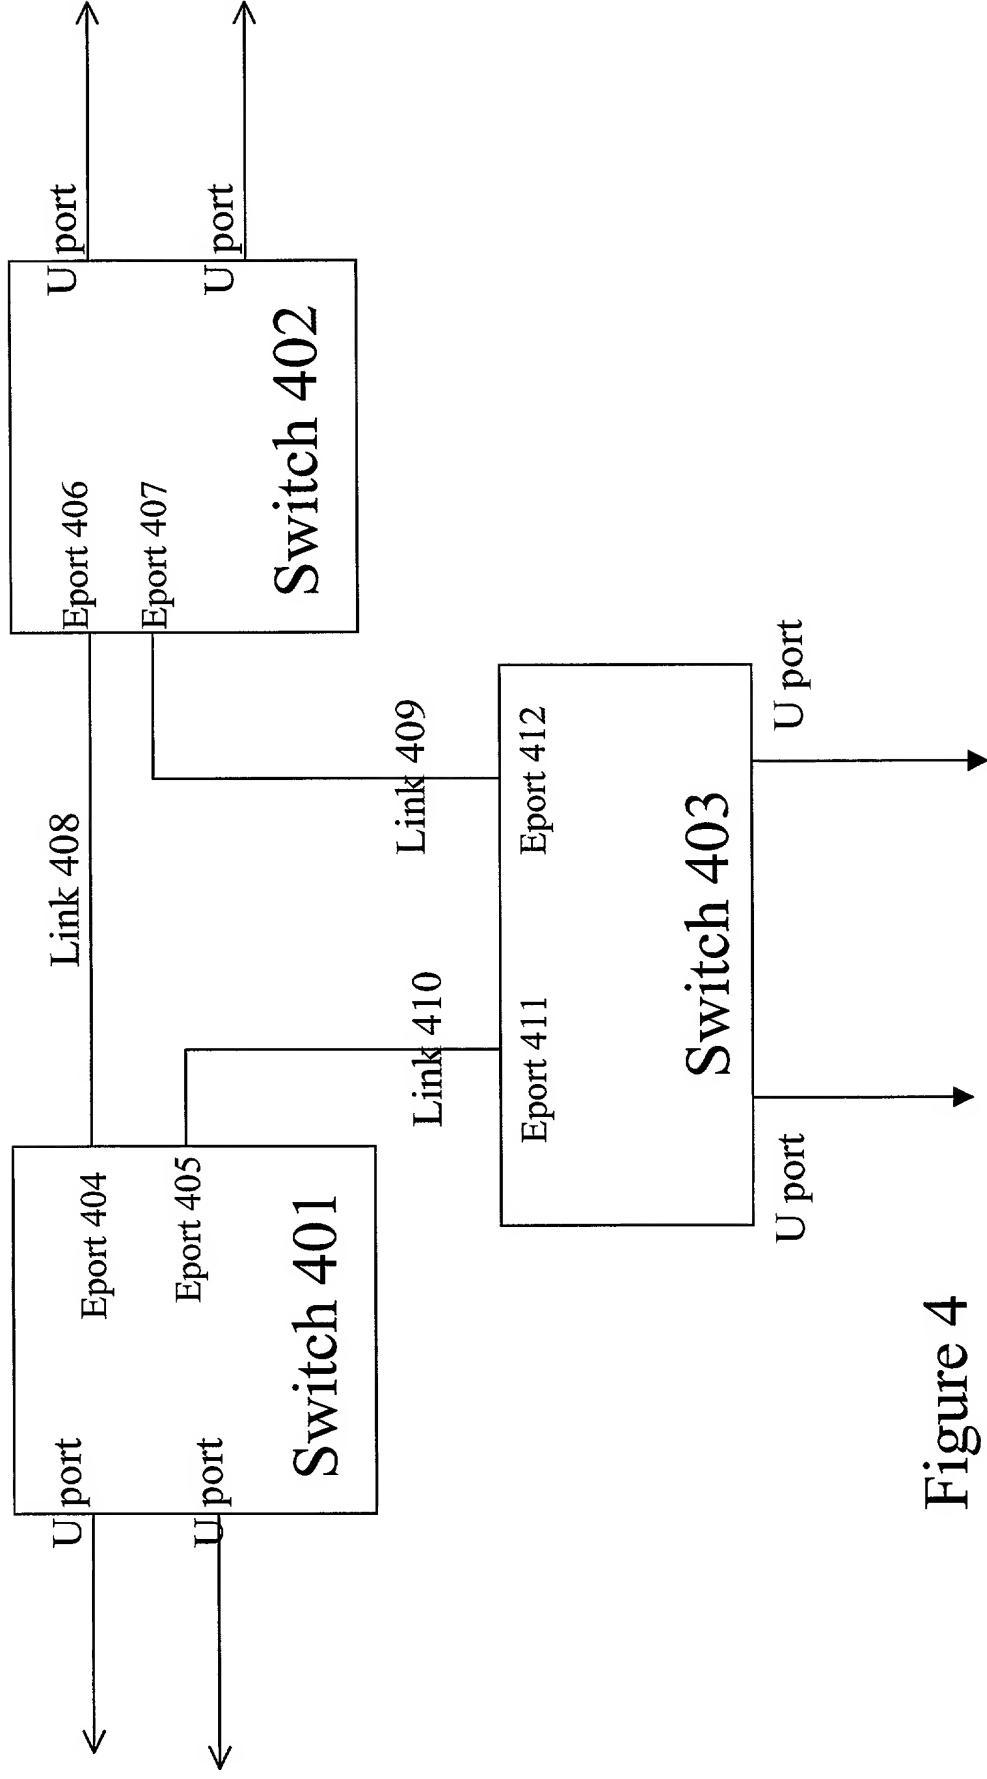 U port
Eport 404
Link 408
Eport 406
U port
U port
Eport 405
Eport 407
U port
Switch 401
Switch 402
Link 410
Link 409
Eport 411
Eport 412
Switch 403
U port
U port
Figure 4